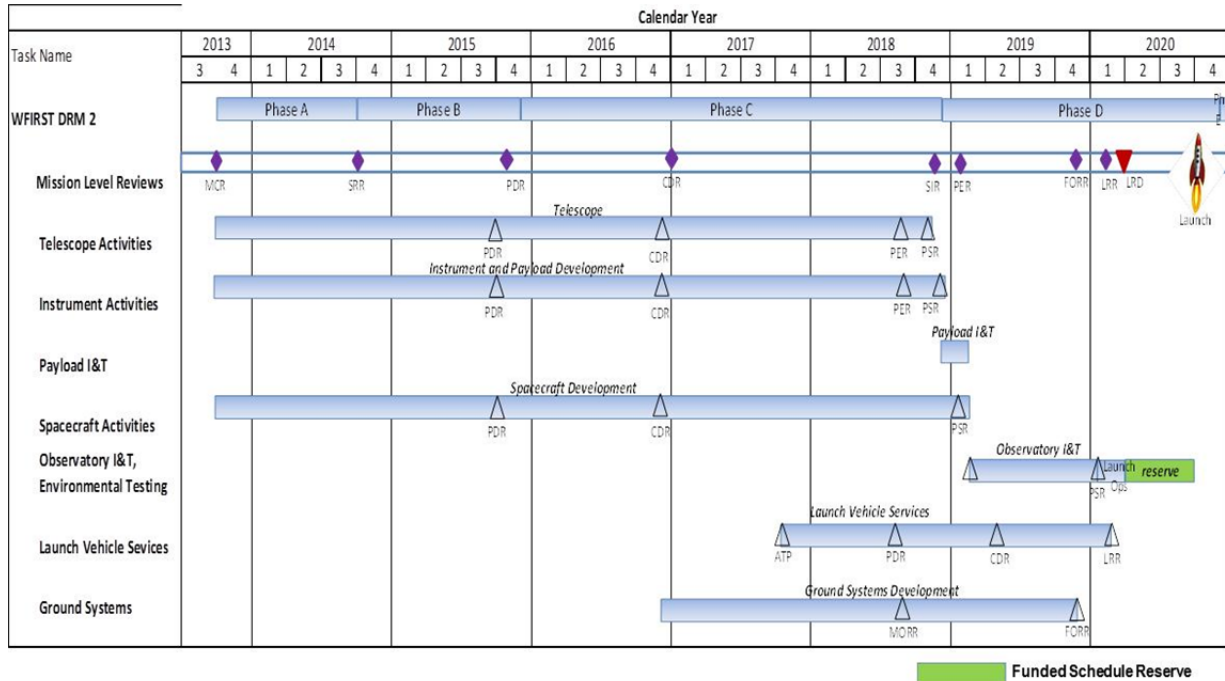 Calendar Year
Task Name
2013 2014 2015 2016 2017 2018 2019 2020
3 4 1 2 3 4 1 2 3 4 1 2 3 4 1 2 3 4 1 2 3 4 1 2 3 4 1 2 3 4
WFIRST DRM 2
Phase A Phase B Phase C Phase D
Mission Level Reviews
MCR SRR PDR CDR SIR PER FORR LRR LRD
Launch
Telescope
Telescope Activities
PDR CDR PER PSR
Instrument and Payload Development
Instrument Activities
PDR CDR PER PSR
Payload I&T
Payload I&T
Spacecraft Development
Spacecraft Activities
PDR CDR PSR
Observatory I&T
Observatory I&T,
Environmental Testing
PSR Launch
Ops
reserve
Launch Vehicle Services
Launch Vehicle Sevices
ATP PDR CDR LRR
Ground Systems Development
Ground Systems
MORR FORR
Funded Schedule Reserve